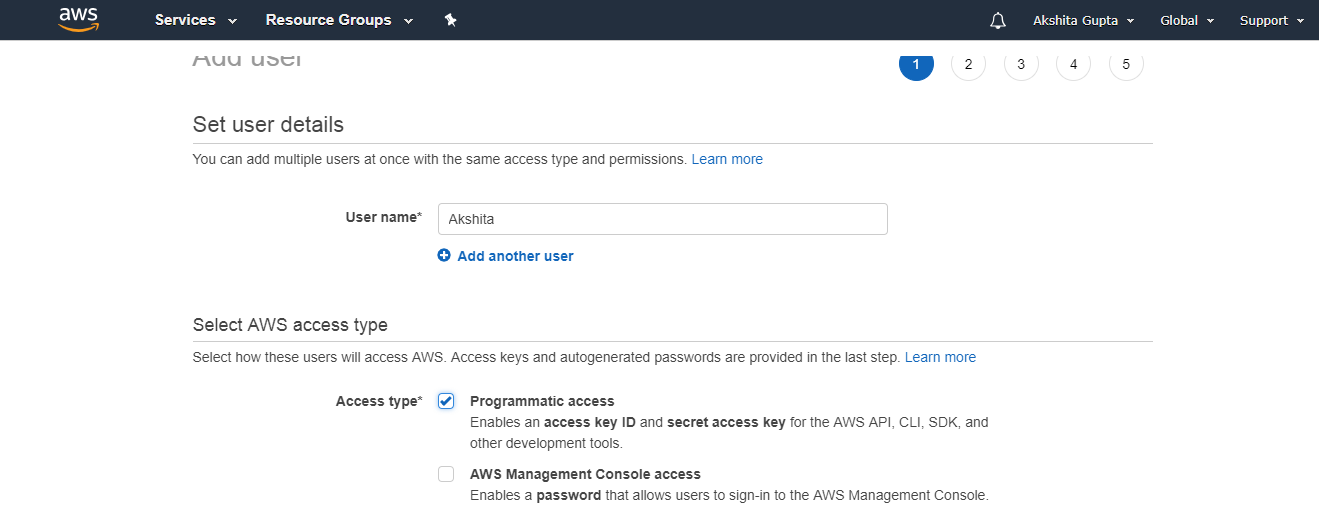 aws Services Resource Groups Akshita Gupta Global Support
Add user 1 2 3 4 5
Set user details
You can add multiple users at once with the same access type and permissions. Learn more
User name* Akshita
Add another user
Select AWS access type
Select how these users will access AWS. Access keys and autogenerated passwords are provided in the last step. Learn more
Access type* Programmatic access
Enables an access key ID and secret access key for the AWS API, CLI, SDK, and
other development tools.
AWS Management Console access
Enables a password that allows users to sign-in to the AWS Management Console.